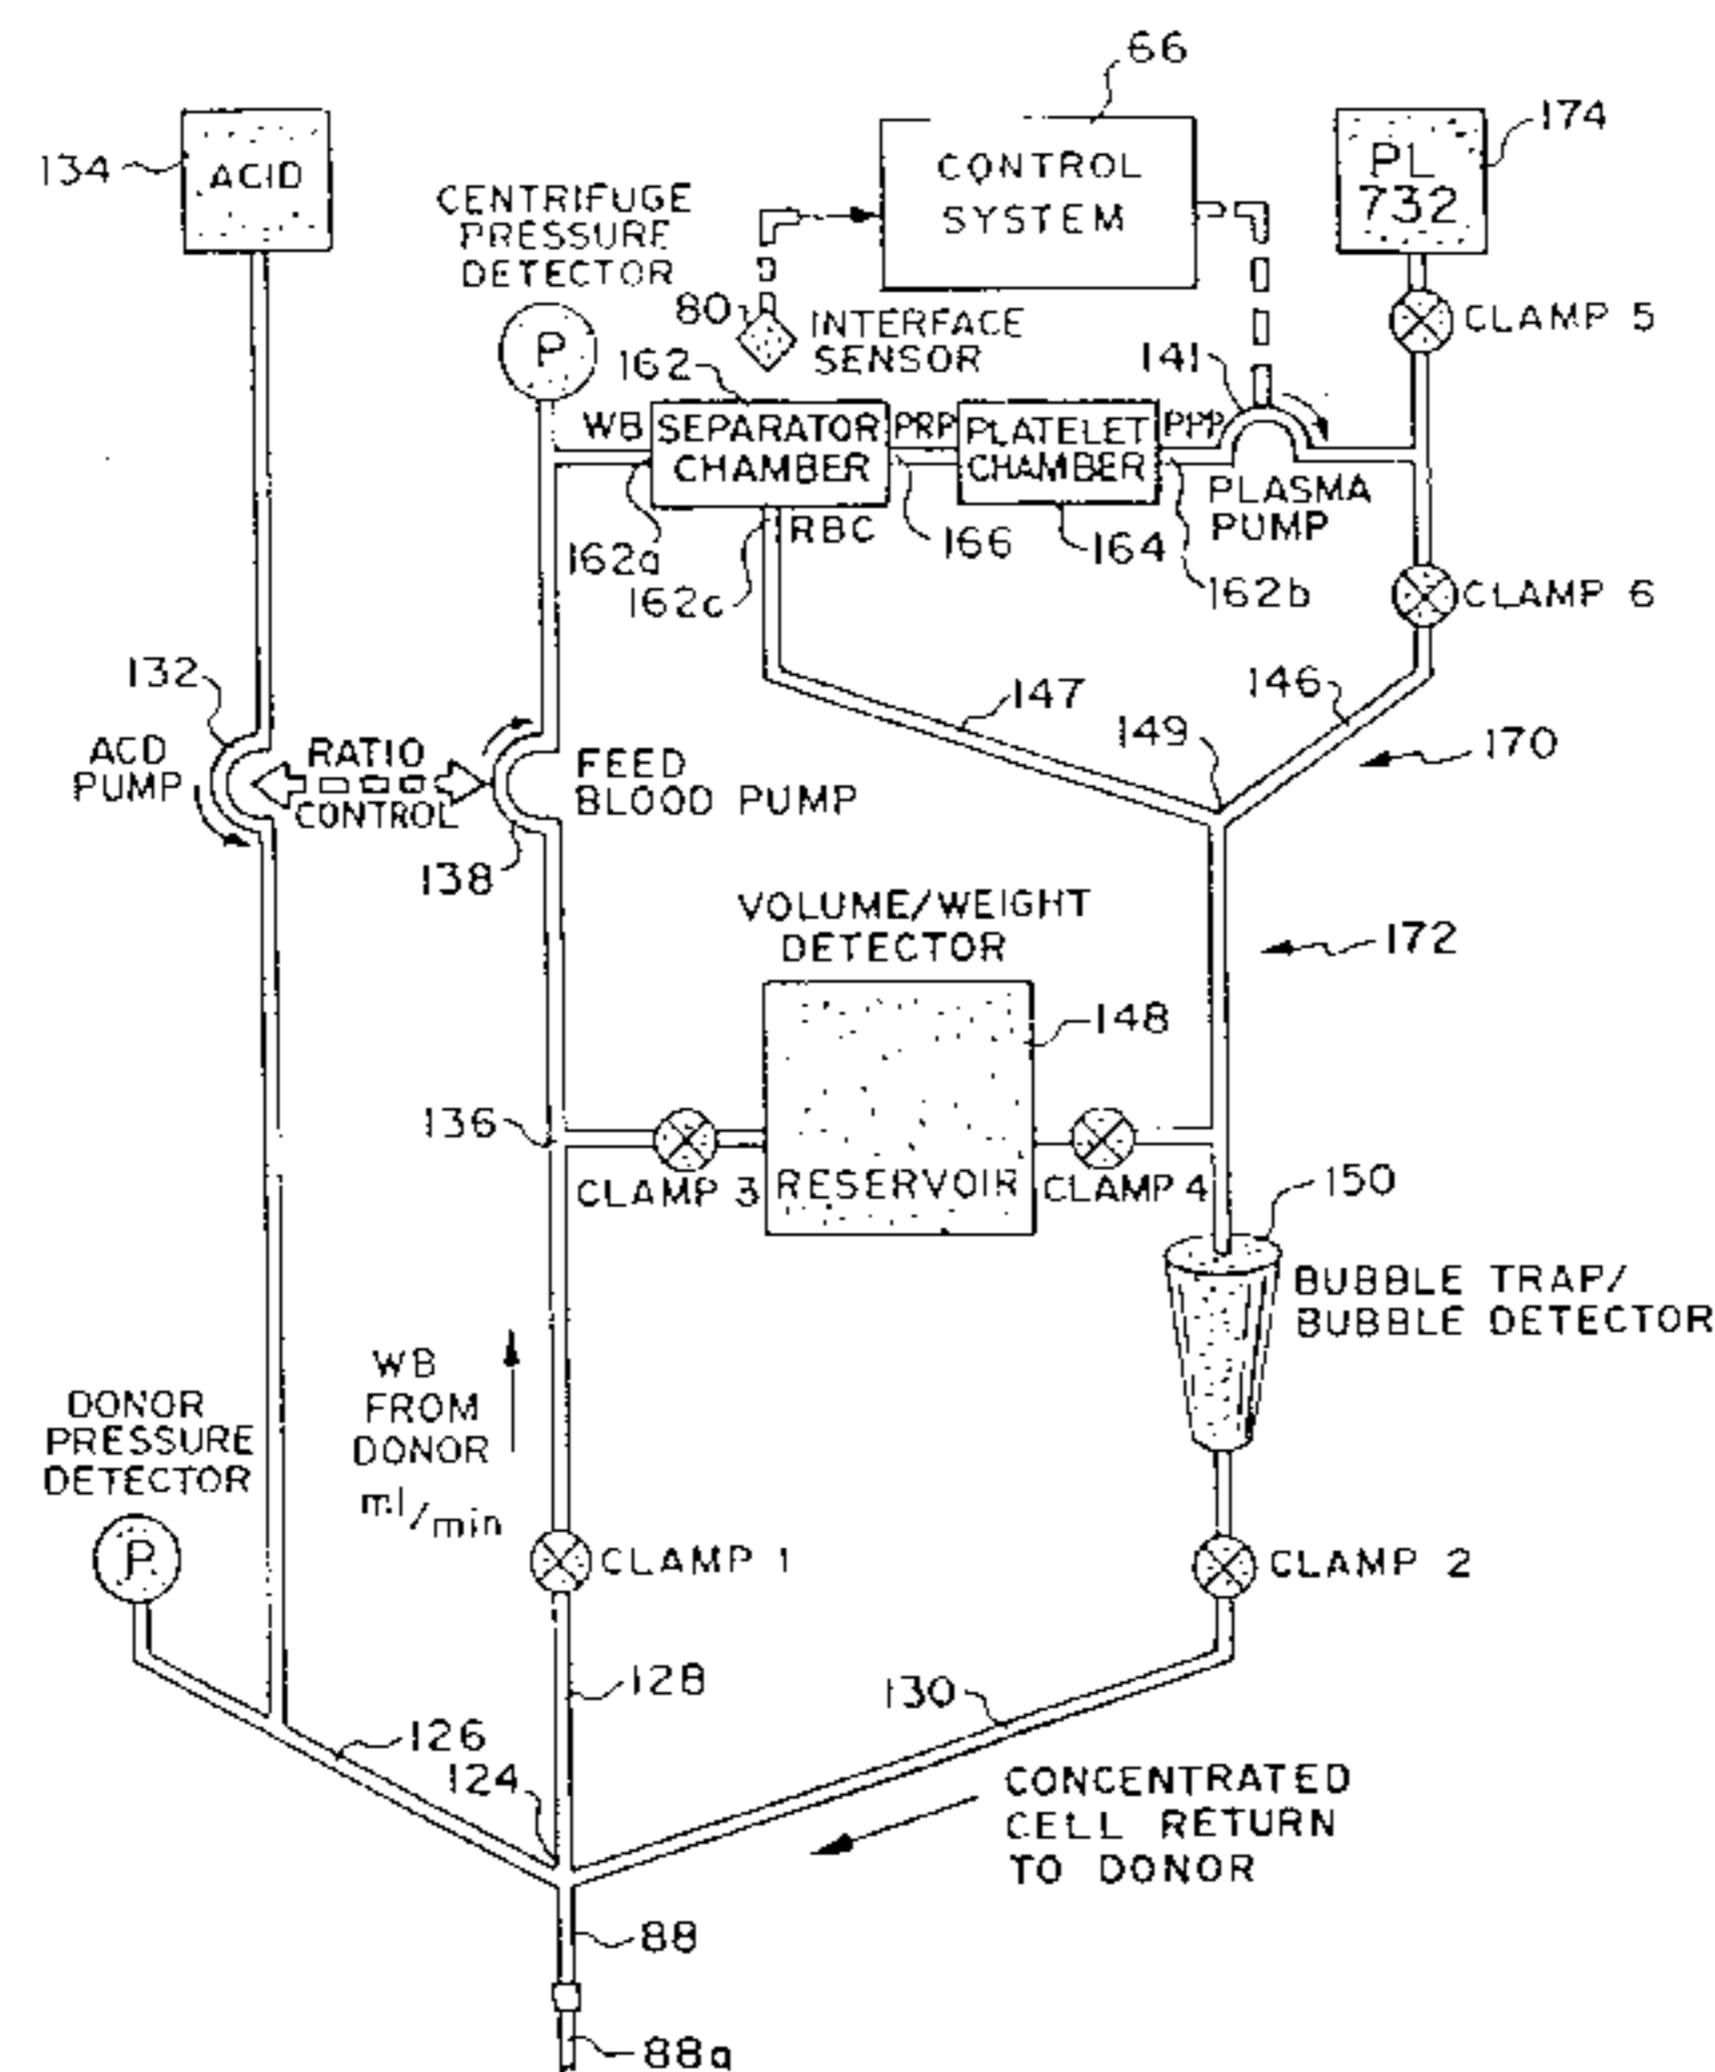 66
174
134
ACID
CONTROL
SYSTEM
PL
732
CENTRIFUGE
PRESSURE
DETECTOR
80
INTERFACE
SENSOR
CLAMP 5
P
162
141
WB
SEPARATOR
CHAMBER
PRP
PLATELET
CHAMBER
PPP
PLASMA
PUMP
RBC
162a
166
164
162b
162c
CLAMP 6
132
147
146
149
170
ACD
PUMP
RATIO
CONTROL
FEED
BLOOD PUMP
138
VOLUME/WEIGHT
DETECTOR
172
148
136
CLAMP 3
RESERVOIR
CLAMP 4
150
BUBBLE TRAP/
BUBBLE DETECTOR
WB
FROM
DONOR
ml/min
DONOR
PRESSURE
DETECTOR
P
CLAMP 1
CLAMP 2
128
130
126
124
CONCENTRATED
CELL RETURN
TO DONOR
88
88a